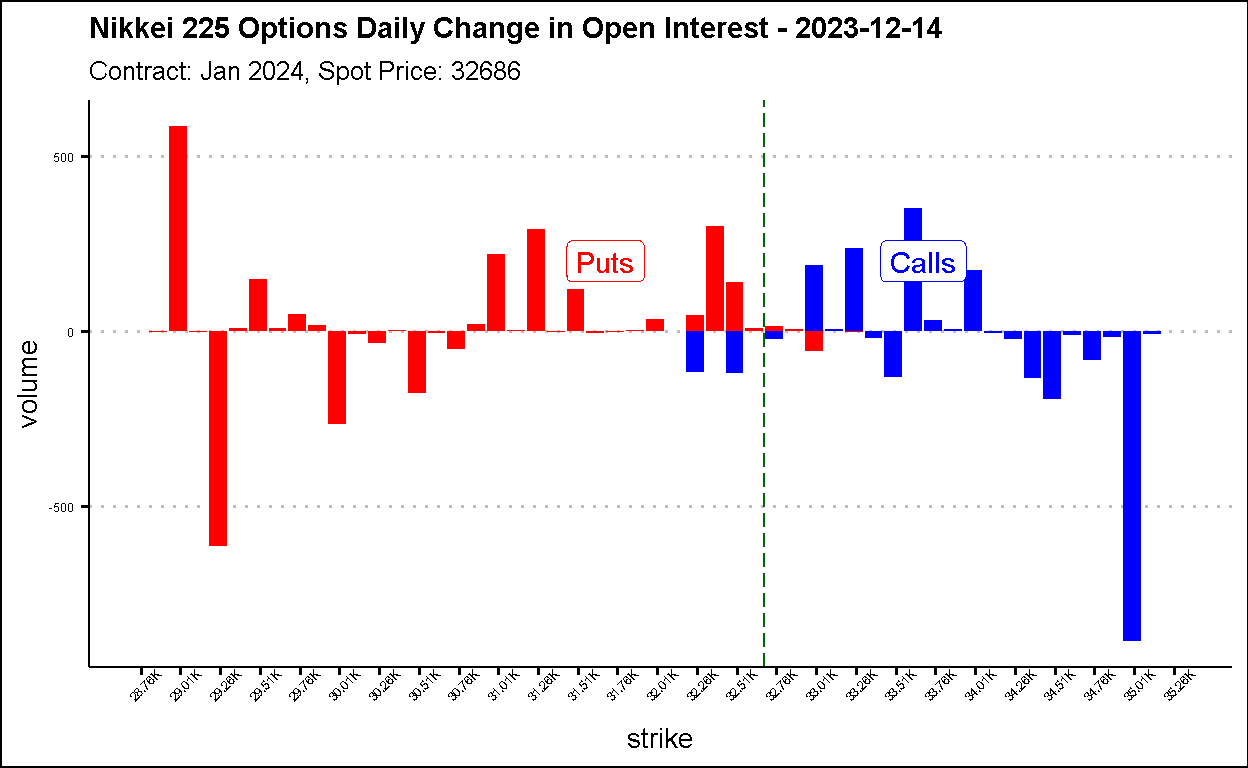 Nikkei 225 Options Daily Change in Open Interest - 2023-12-14
Contract: Jan 2024, Spot Price: 32686
500
Puts
Calls
0
volume
-500
28.76K 29.01K 29.26K 29.51K 29.76K 30.01K 30.26K 30.51K 30.76K 31.01K 31.26K 31.51K 31.76K 32.01K 32.26K 32.51K 32.76K 33.01K 33.26K 33.51K 33.76K 34.01K 34.26K 34.51K 34.76K 35.01K 35.26K
strike